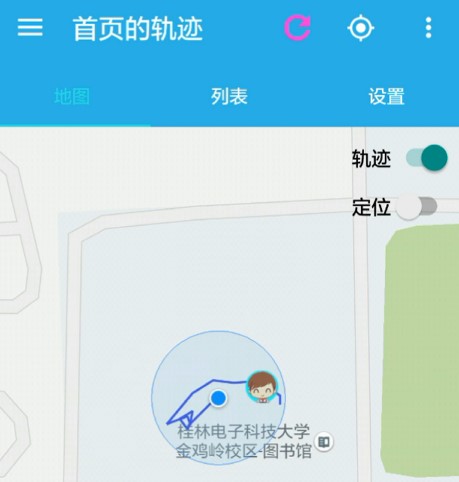 首页的轨迹
地图 列表 设置
轨迹
定位
桂林电子科技大学
金鸡岭校区-图书馆